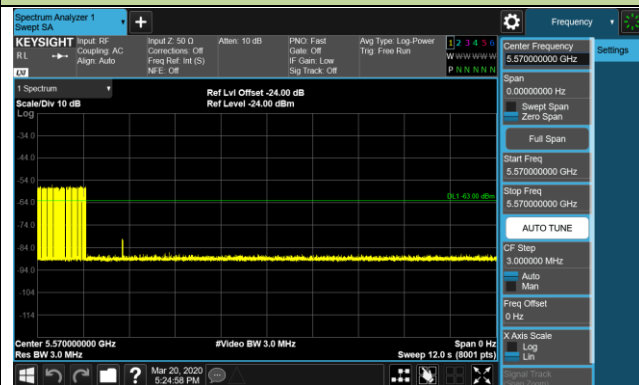 Spectrum Analyzer 1
Swept SA
Frequency
KEYSIGHT
Input: RF
Input Z: 50 Ω
Atten: 10 dB
PNO: Fast
Avg Type: Log-Power
1 2 3 4 5 6
RL
Coupling: AC
Corrections: Off
Gate: Off
Trig: Free Run
W W W W W W
Align: Auto
Freq Ref: Int (S)
IF Gain: Low
P N N N N N
LXI
NFE: Off
Sig Track: Off
Center Frequency
5.570000000 GHz
Settings
Span
0.00000000 Hz
Swept Span
Zero Span
Full Span
Start Freq
5.570000000 GHz
Stop Freq
5.570000000 GHz
AUTO TUNE
CF Step
3.000000 MHz
Auto
Man
Freq Offset
0 Hz
X Axis Scale
Log
Lin
Signal Track
1 Spectrum
Ref Lvl Offset -24.00 dB
Scale/Div 10 dB
Ref Level -24.00 dBm
Log
-34.0
-44.0
-54.0
DL1 -63.00 dBm
-64.0
-74.0
-84.0
-94.0
-104
-114
Center 5.570000000 GHz
#Video BW 3.0 MHz
Span 0 Hz
Res BW 3.0 MHz
Sweep 12.0 s (8001 pts)
Mar 20, 2020
5:24:58 PM